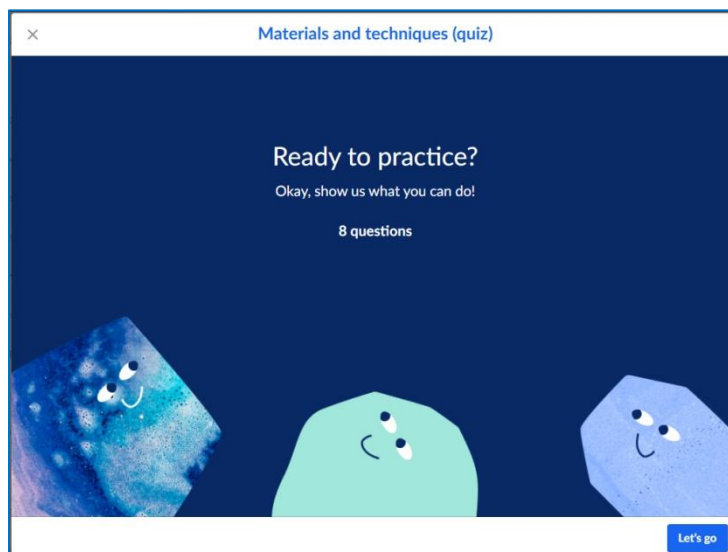 Materials and techniques (quiz)
Ready to practice?
Okay, show us what you can do!
8 questions
Let's go